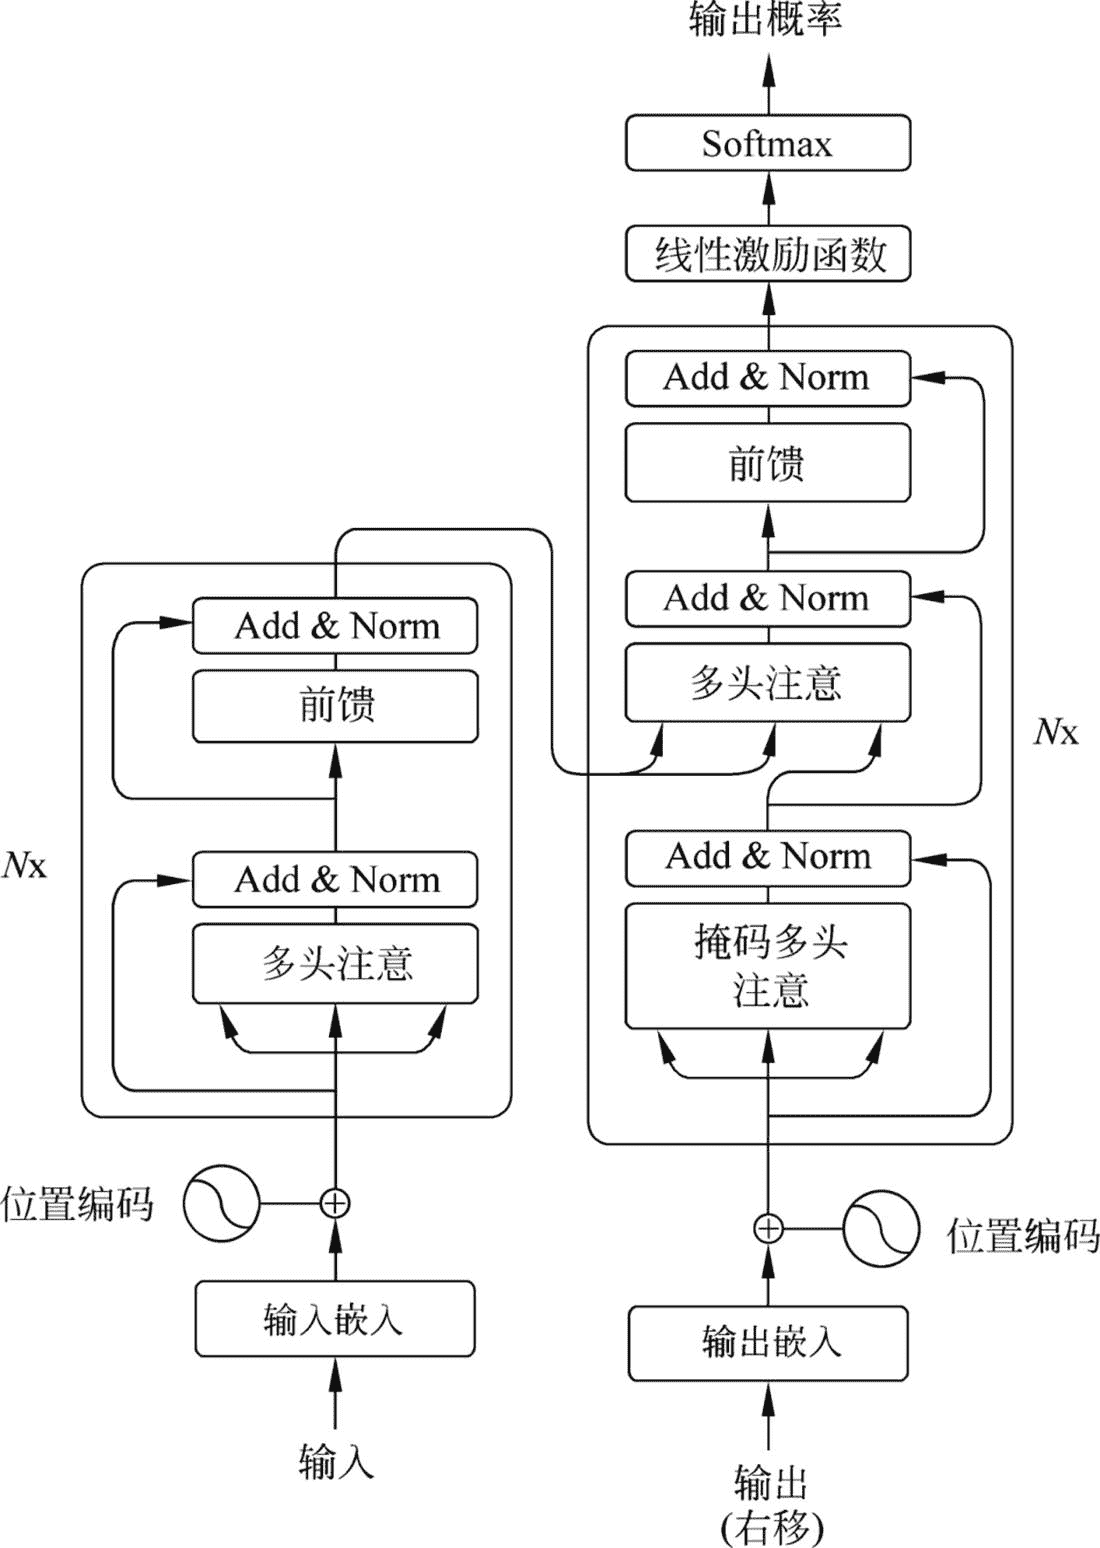 输出概率
Softmax
线性激励函数
Add & Norm
前馈
Add & Norm
多头注意
Nx
Add & Norm
掩码多头
注意
位置编码
输出嵌入
输出
(右移)
Add & Norm
前馈
Nx
Add & Norm
多头注意
位置编码
输入嵌入
输入